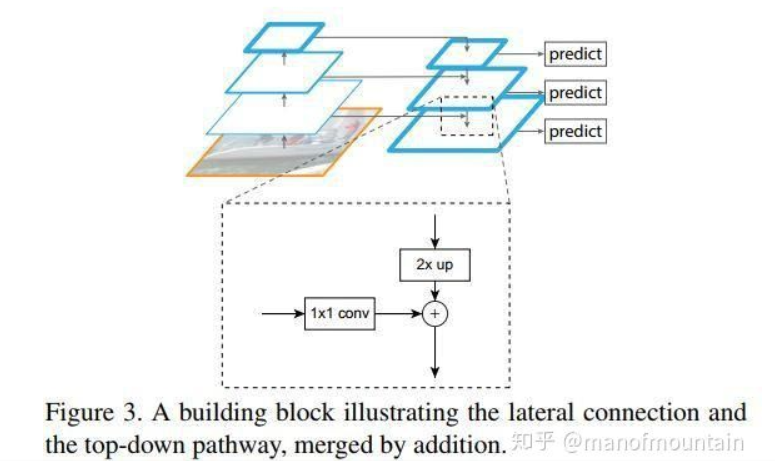 predict
predict
predict
2x up
1x1 conv
+
Figure 3. A building block illustrating the lateral connection and
the top-down pathway, merged by addition.
知乎 @manofmountain